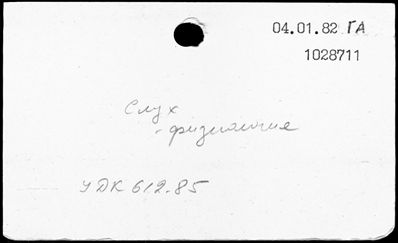 04.01.82 ГА
1028711
Слух
- физиология
УДК 612.85